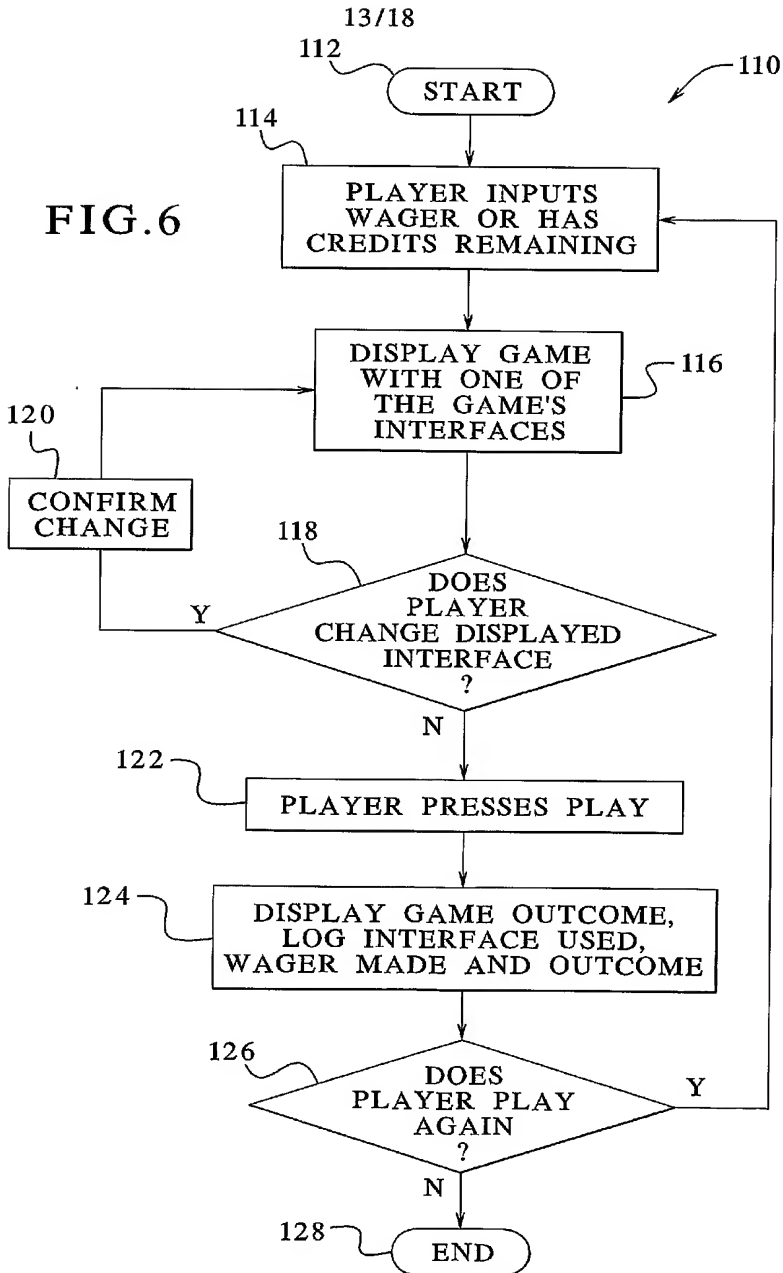 13/18
112
START
110
114
FIG.6
PLAYER INPUTS
WAGER OR HAS
CREDITS REMAINING
DISPLAY GAME
WITH ONE OF
THE GAME'S
INTERFACES
116
120
CONFIRM
CHANGE
118
DOES
PLAYER
CHANGE DISPLAYED
INTERFACE
?
Y
N
122
PLAYER PRESSES PLAY
124
DISPLAY GAME OUTCOME,
LOG INTERFACE USED,
WAGER MADE AND OUTCOME
126
DOES
PLAYER PLAY
AGAIN
?
Y
N
128
END